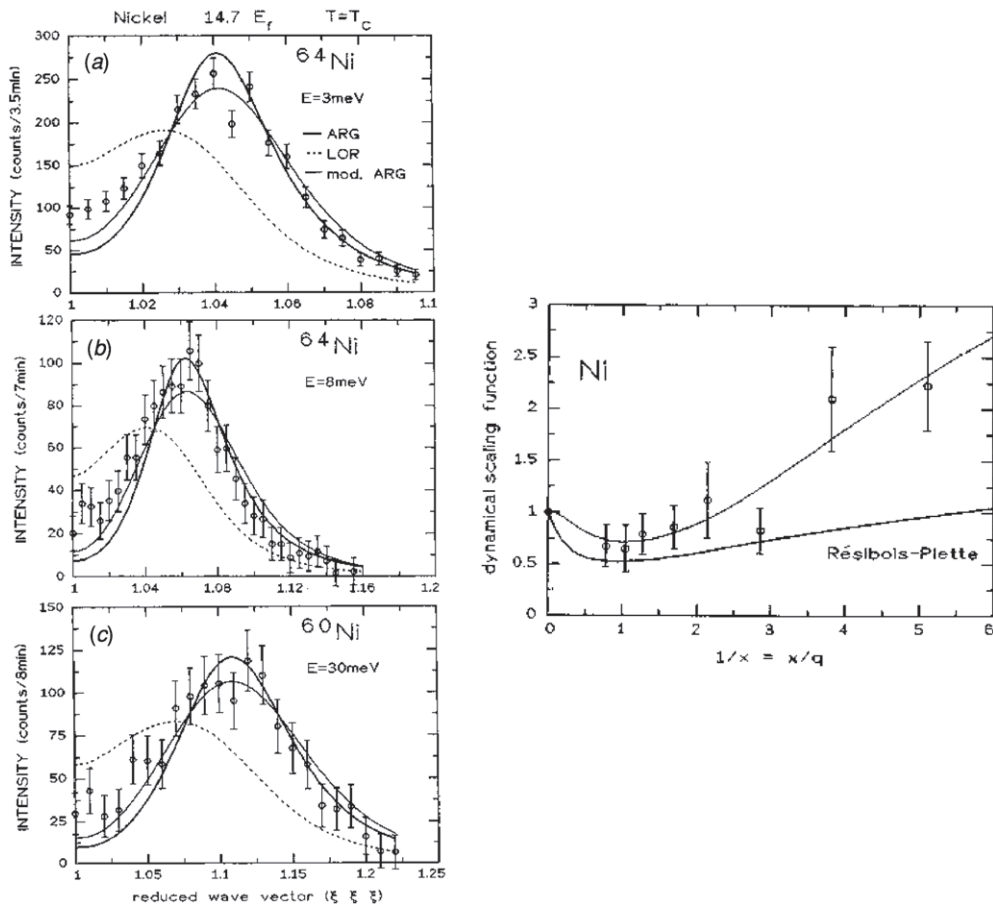 Nickel 14.7 E_f T=T_C
(a) 64Ni
E=3meV
ARG
LOR
mod. ARG
INTENSITY (counts/3.5min)
300
250
200
150
100
50
0
1 1.02 1.04 1.06 1.08 1.1
(b) 64Ni
E=8meV
INTENSITY (counts/7min)
120
100
80
60
40
20
0
1 1.04 1.08 1.12 1.16 1.2
(c) 60Ni
E=30meV
INTENSITY (counts/8min)
150
125
100
75
50
25
0
1 1.05 1.10 1.15 1.20 1.25
reduced wave vector (ξ ξ ξ)
Ni
dynamical scaling function
3
2.5
2
1.5
1
0.5
0
Résibois-Piette
0 1 2 3 4 5 6
1/x = ϰ/q